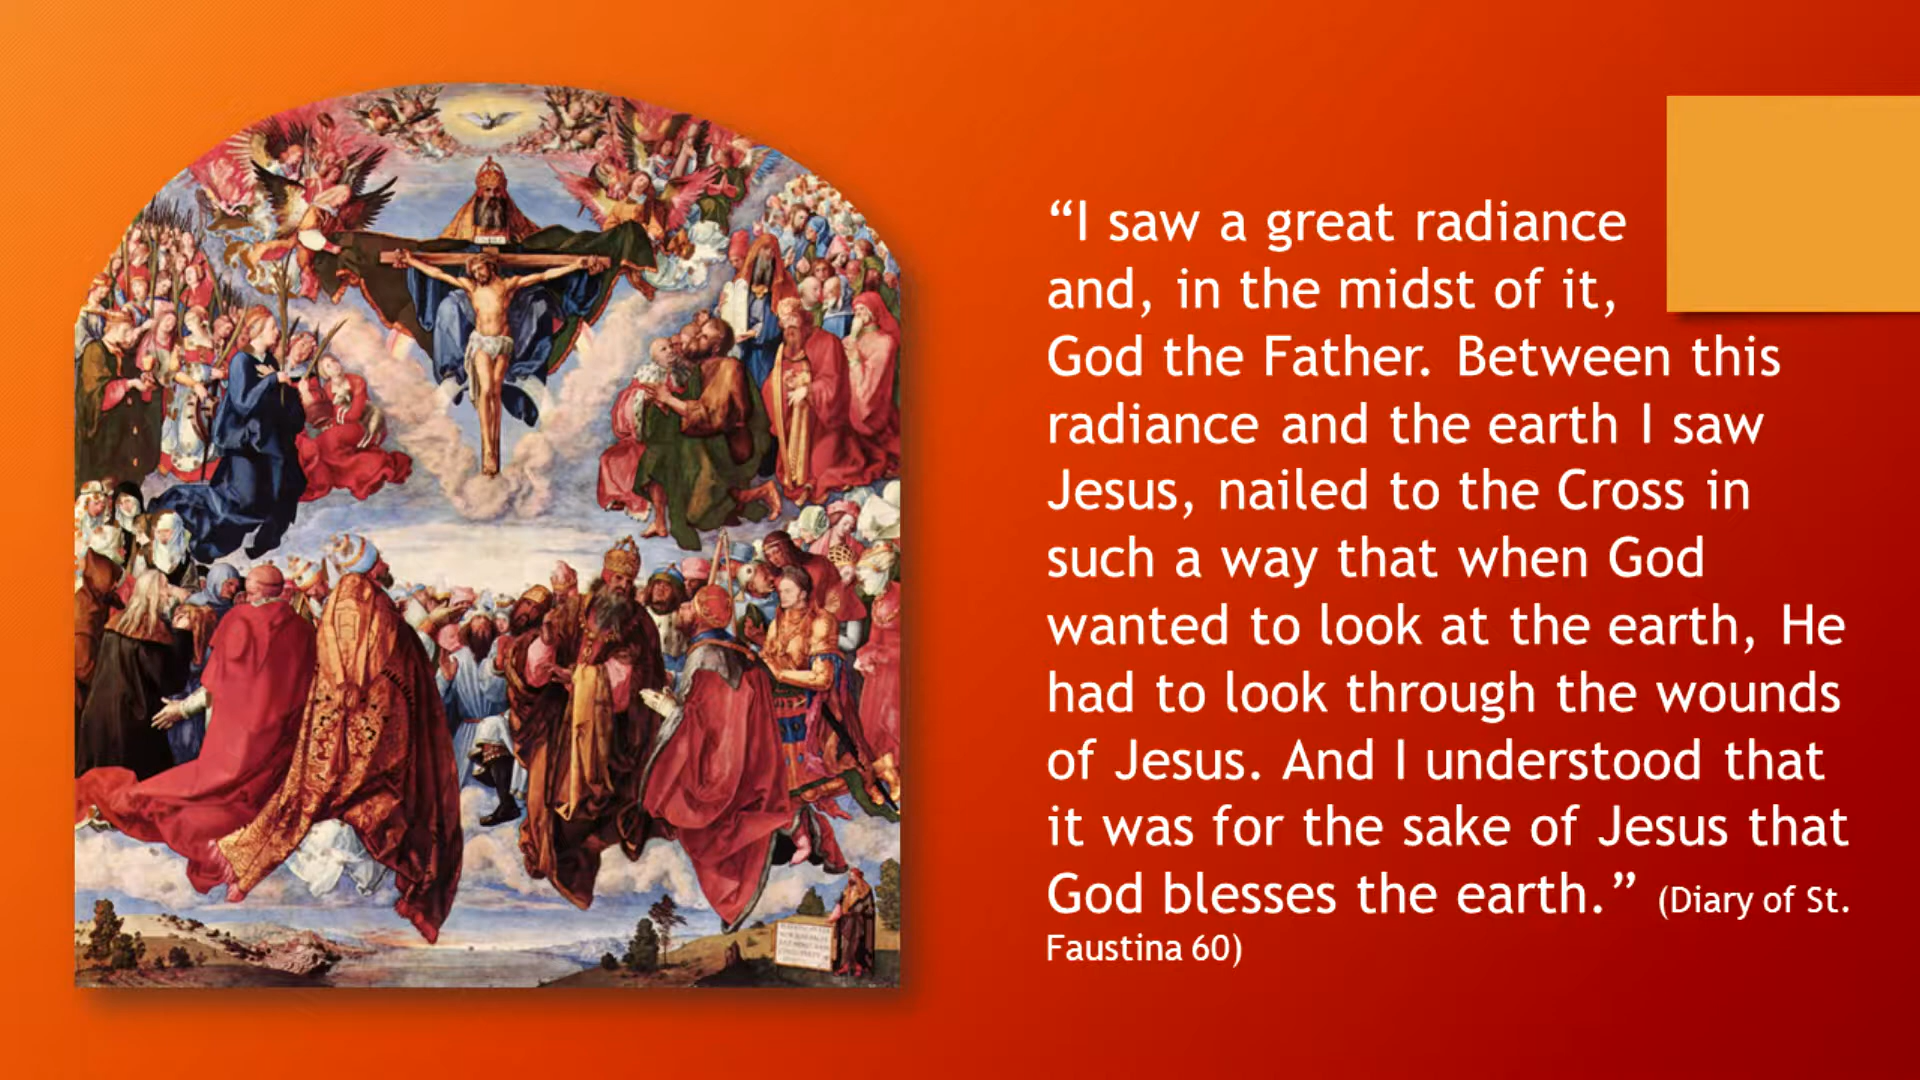 “I saw a great radiance
and, in the midst of it,
God the Father. Between this
radiance and the earth I saw
Jesus, nailed to the Cross in
such a way that when God
wanted to look at the earth, He
had to look through the wounds
of Jesus. And I understood that
it was for the sake of Jesus that
God blesses the earth.” (Diary of St.
Faustina 60)